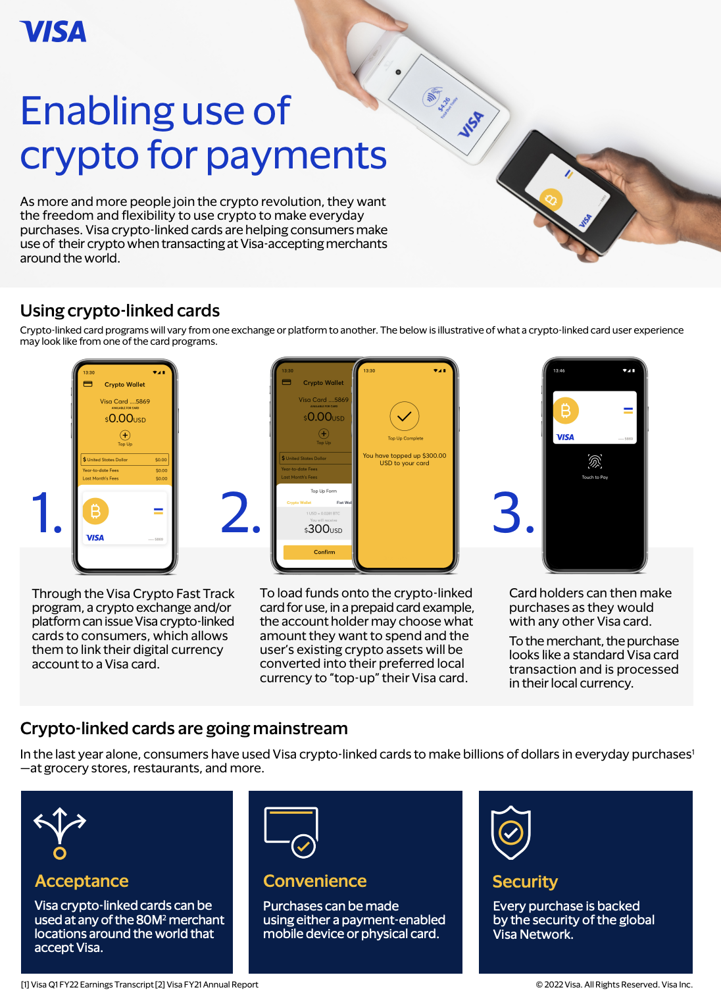 VISA
Enabling use of
crypto for payments
As more and more people join the crypto revolution, they want
the freedom and flexibility to use crypto to make everyday
purchases. Visa crypto-linked cards are helping consumers make
use of their crypto when transacting at Visa-accepting merchants
around the world.
$4.26
Total Due Today
VISA
VISA
Using crypto-linked cards
Crypto-linked card programs will vary from one exchange or platform to another. The below is illustrative of what a crypto-linked card user experience
may look like from one of the card programs.
1.
13:30
Crypto Wallet
Visa Card ....5869
AVAILABLE FOR CARD
$0.00USD
Top Up
$ United States Dollar $0.00
Year-to-date Fees $0.00
Last Month's Fees $0.00
VISA
.... 5869
2.
13:30
Crypto Wallet
Visa Card ....5869
AVAILABLE FOR CARD
$0.00USD
Top Up
$ United States Dollar
Year-to-date Fees
Last Month's Fees
Top Up Form
Crypto Wallet Fiat Wal
1 USD = 0.0281 BTC
You will receive
$300USD
Confirm
13:30
Top Up Complete
You have topped up $300.00
USD to your card
3.
13:46
VISA
.... 5869
Touch to Pay
Through the Visa Crypto Fast Track
program, a crypto exchange and/or
platform can issue Visa crypto-linked
cards to consumers, which allows
them to link their digital currency
account to a Visa card.
To load funds onto the crypto-linked
card for use, in a prepaid card example,
the account holder may choose what
amount they want to spend and the
user's existing crypto assets will be
converted into their preferred local
currency to “top-up” their Visa card.
Card holders can then make
purchases as they would
with any other Visa card.
To the merchant, the purchase
looks like a standard Visa card
transaction and is processed
in their local currency.
Crypto-linked cards are going mainstream
In the last year alone, consumers have used Visa crypto-linked cards to make billions of dollars in everyday purchases¹
—at grocery stores, restaurants, and more.
Acceptance
Visa crypto-linked cards can be
used at any of the 80M² merchant
locations around the world that
accept Visa.
Convenience
Purchases can be made
using either a payment-enabled
mobile device or physical card.
Security
Every purchase is backed
by the security of the global
Visa Network.
[1] Visa Q1 FY22 Earnings Transcript [2] Visa FY21 Annual Report
© 2022 Visa. All Rights Reserved. Visa Inc.